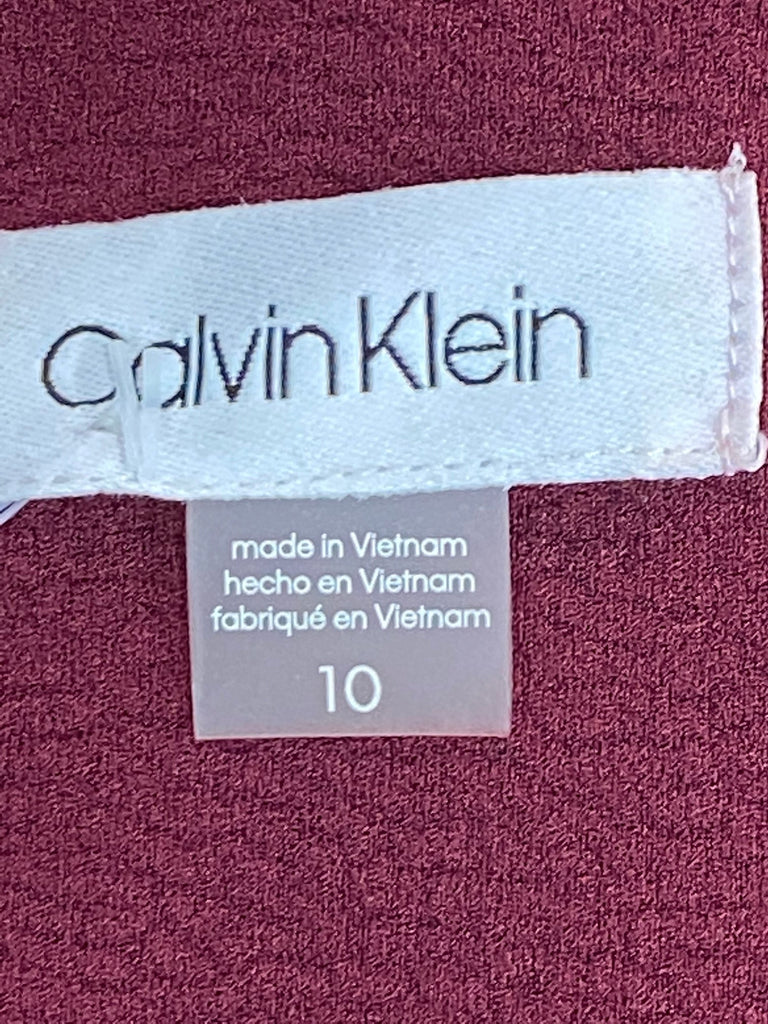 Calvin Klein
made in Vietnam
hecho en Vietnam
fabriqué en Vietnam
10